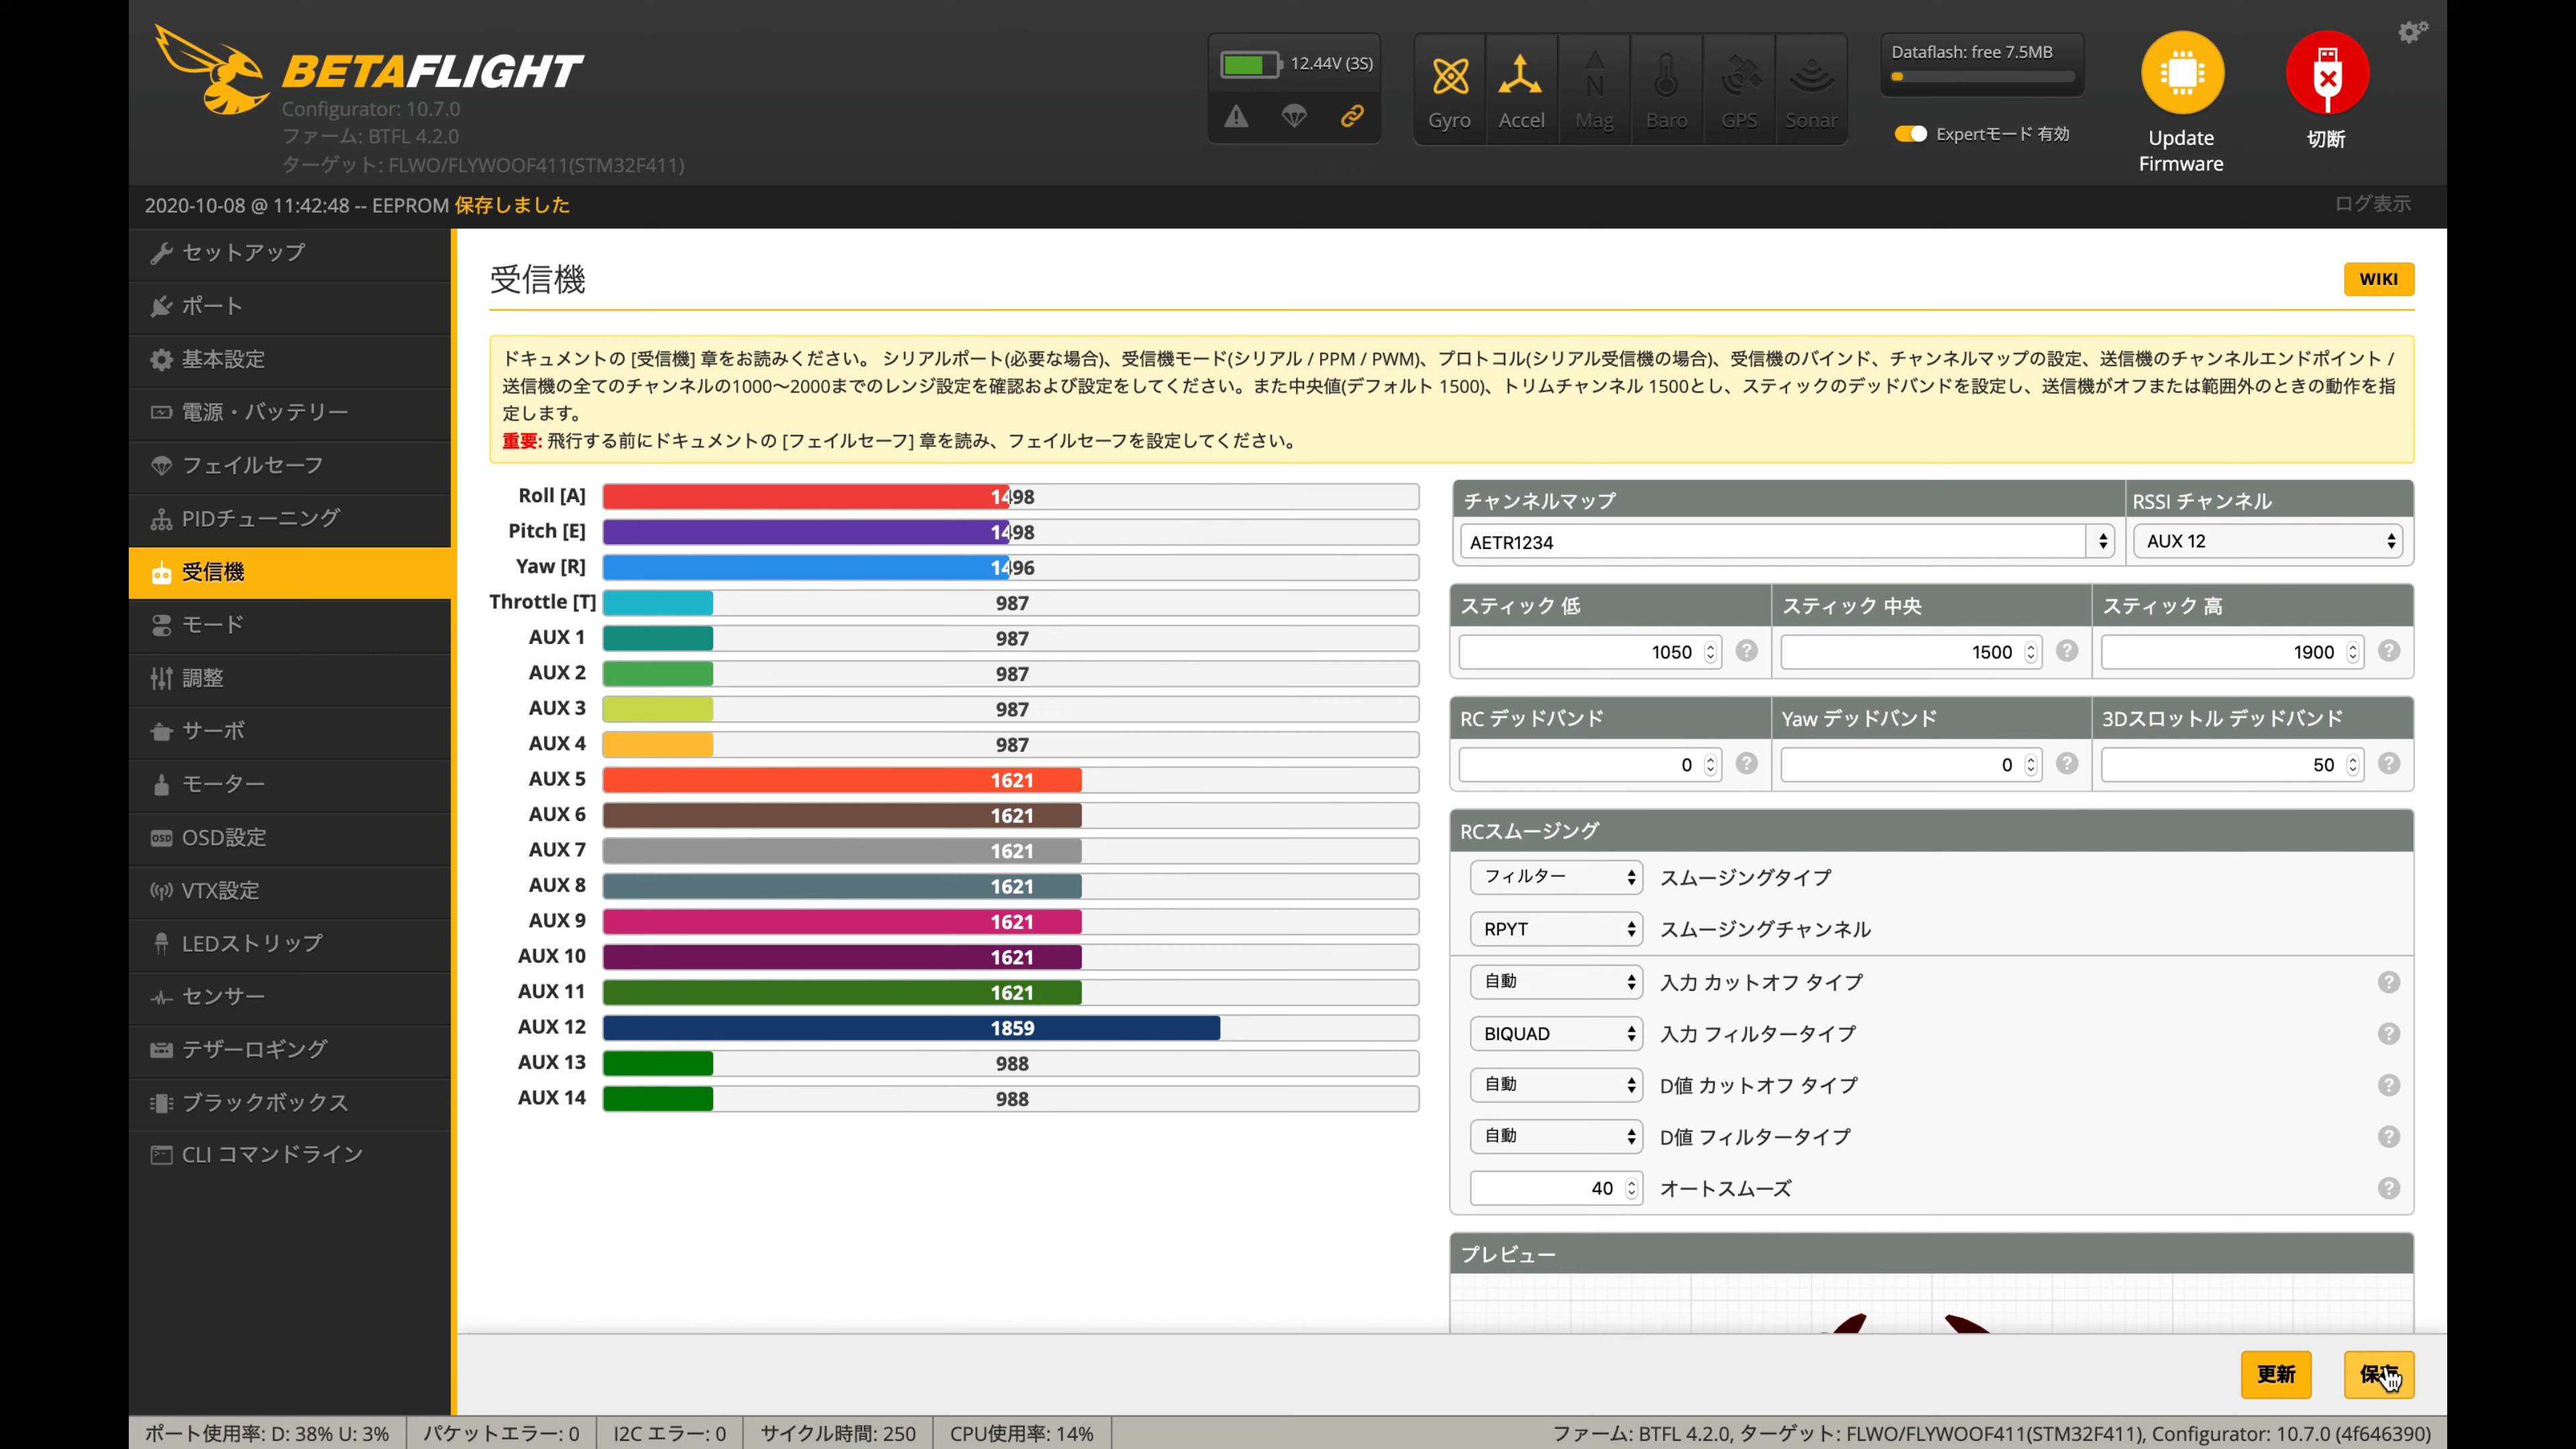 BETAFLIGHT
Configurator: 10.7.0
ファーム: BTFL 4.2.0
ターゲット: FLWO/FLYWOOF411(STM32F411)
12.44V (3S)
Gyro Accel Mag Baro GPS Sonar
Dataflash: free 7.5MB
Expertモード 有効
Update
Firmware
切断
2020-10-08 @ 11:42:48 -- EEPROM 保存しました
ログ表示
セットアップ
ポート
基本設定
電源・バッテリー
フェイルセーフ
PIDチューニング
受信機
モード
調整
サーボ
モーター
OSD OSD設定
VTX設定
LEDストリップ
センサー
テザーロギング
ブラックボックス
CLI コマンドライン
受信機
WIKI
ドキュメントの [受信機] 章をお読みください。 シリアルポート(必要な場合)、受信機モード(シリアル / PPM / PWM)、プロトコル(シリアル受信機の場合)、受信機のバインド、チャンネルマップの設定、送信機のチャンネルエンドポイント /
送信機の全てのチャンネルの1000〜2000までのレンジ設定を確認および設定をしてください。また中央値(デフォルト 1500)、トリムチャンネル 1500とし、スティックのデッドバンドを設定し、送信機がオフまたは範囲外のときの動作を指
定します。
重要: 飛行する前にドキュメントの [フェイルセーフ] 章を読み、フェイルセーフを設定してください。
Roll [A] 1498
Pitch [E] 1498
Yaw [R] 1496
Throttle [T] 987
AUX 1 987
AUX 2 987
AUX 3 987
AUX 4 987
AUX 5 1621
AUX 6 1621
AUX 7 1621
AUX 8 1621
AUX 9 1621
AUX 10 1621
AUX 11 1621
AUX 12 1859
AUX 13 988
AUX 14 988
チャンネルマップ RSSI チャンネル
AETR1234 AUX 12
スティック 低 スティック 中央 スティック 高
1050 ? 1500 ? 1900 ?
RC デッドバンド Yaw デッドバンド 3Dスロットル デッドバンド
0 ? 0 ? 50 ?
RCスムージング
フィルター スムージングタイプ
RPYT スムージングチャンネル
自動 入力 カットオフ タイプ ?
BIQUAD 入力 フィルタータイプ ?
自動 D値 カットオフ タイプ ?
自動 D値 フィルタータイプ ?
40 オートスムーズ ?
プレビュー
更新 保存
ポート使用率: D: 38% U: 3% パケットエラー: 0 I2C エラー: 0 サイクル時間: 250 CPU使用率: 14% ファーム: BTFL 4.2.0, ターゲット: FLWO/FLYWOOF411(STM32F411), Configurator: 10.7.0 (4f646390)